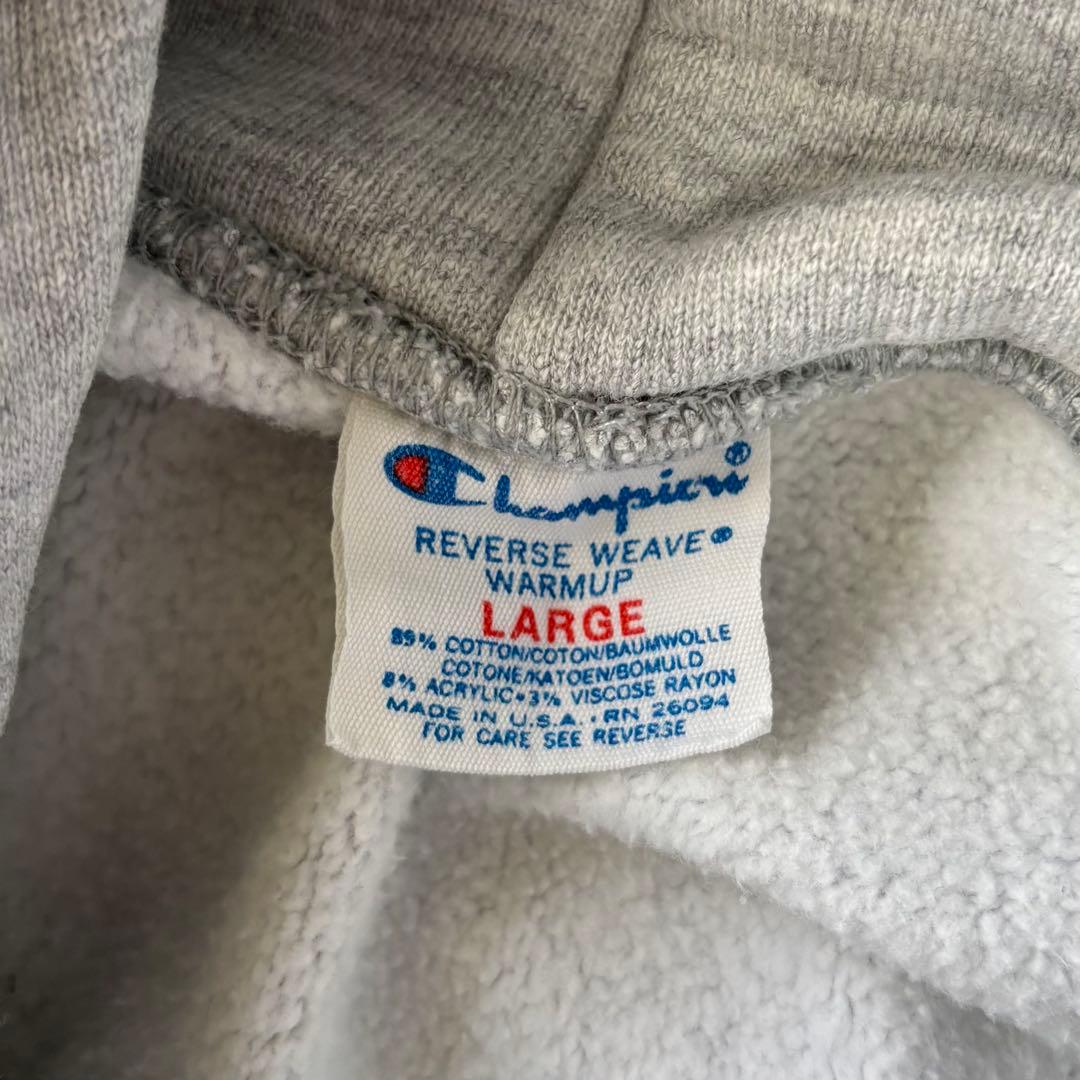 Champion®
REVERSE WEAVE®
WARMUP
LARGE
89% COTTON/COTON/BAUMWOLLE
COTONE/KATOEN/BOMULD
8% ACRYLIC•3% VISCOSE RAYON
MADE IN U.S.A. • RN 26094
FOR CARE SEE REVERSE